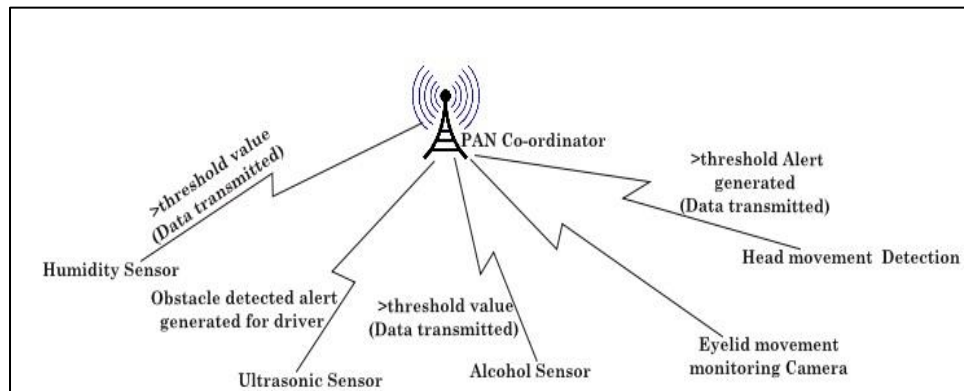 PAN Co-ordinator
>threshold value
(Data transmitted)
Humidity Sensor
Obstacle detected alert
generated for driver
Ultrasonic Sensor
>threshold value
(Data transmitted)
Alcohol Sensor
Eyelid movement
monitoring Camera
>threshold Alert
generated
(Data transmitted)
Head movement Detection